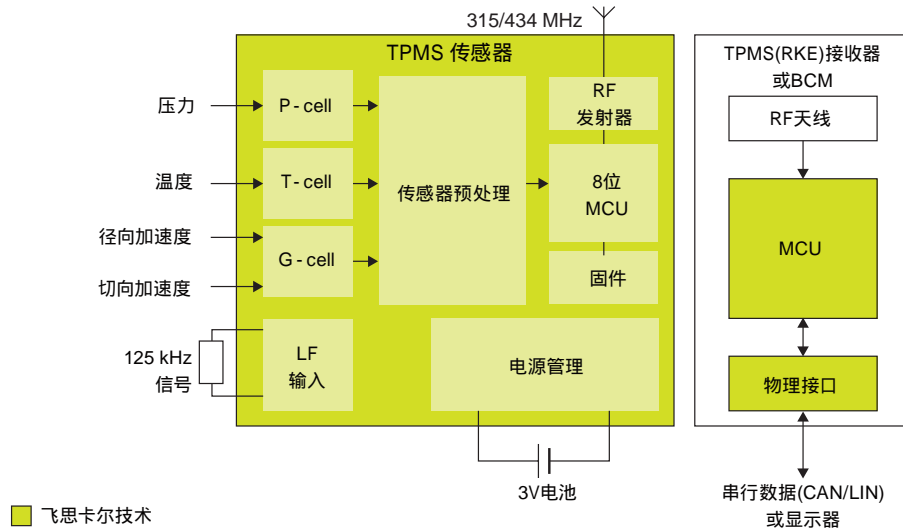 315/434 MHz
TPMS 传感器
压力
P-cell
温度
T-cell
径向加速度
切向加速度
G-cell
传感器预处理
RF
发射器
8位
MCU
固件
125 kHz
信号
LF
输入
电源管理
3V电池
TPMS(RKE)接收器
或BCM
RF天线
MCU
物理接口
串行数据(CAN/LIN)
或显示器
飞思卡尔技术